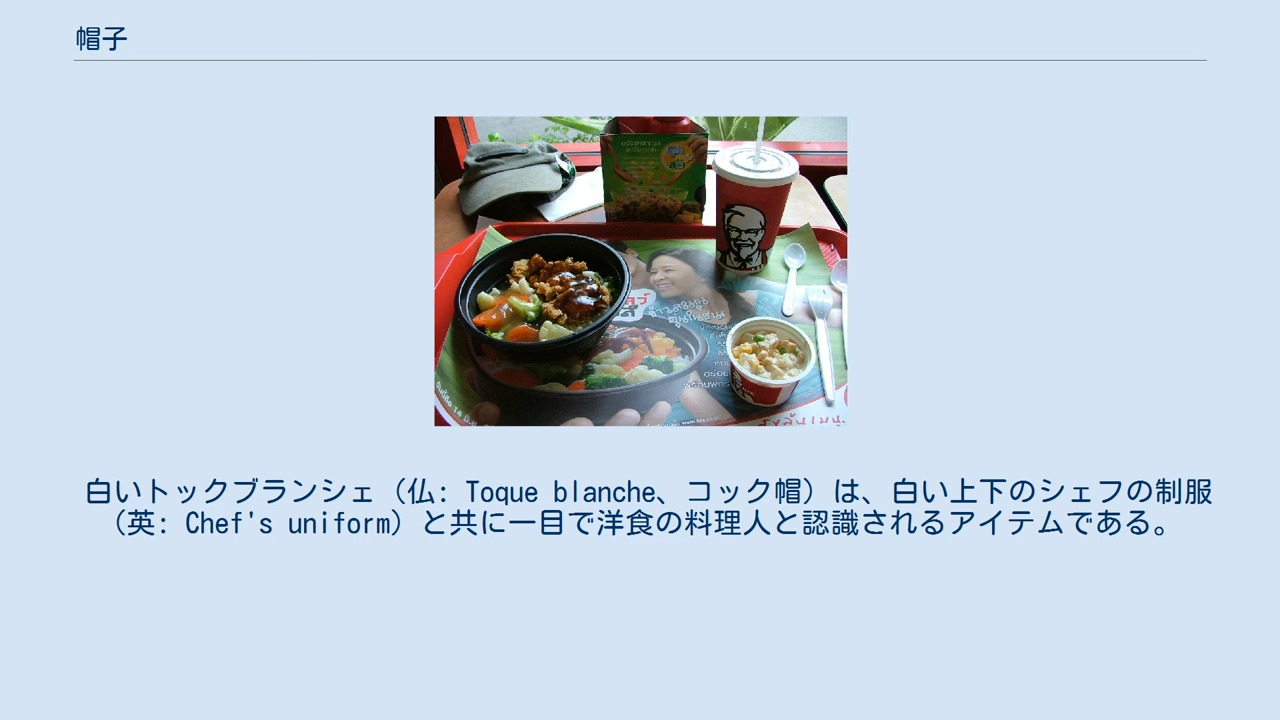 帽子
白いトックブランシェ（仏: Toque blanche、コック帽）は、白い上下のシェフの制服
（英: Chef's uniform）と共に一目で洋食の料理人と認識されるアイテムである。